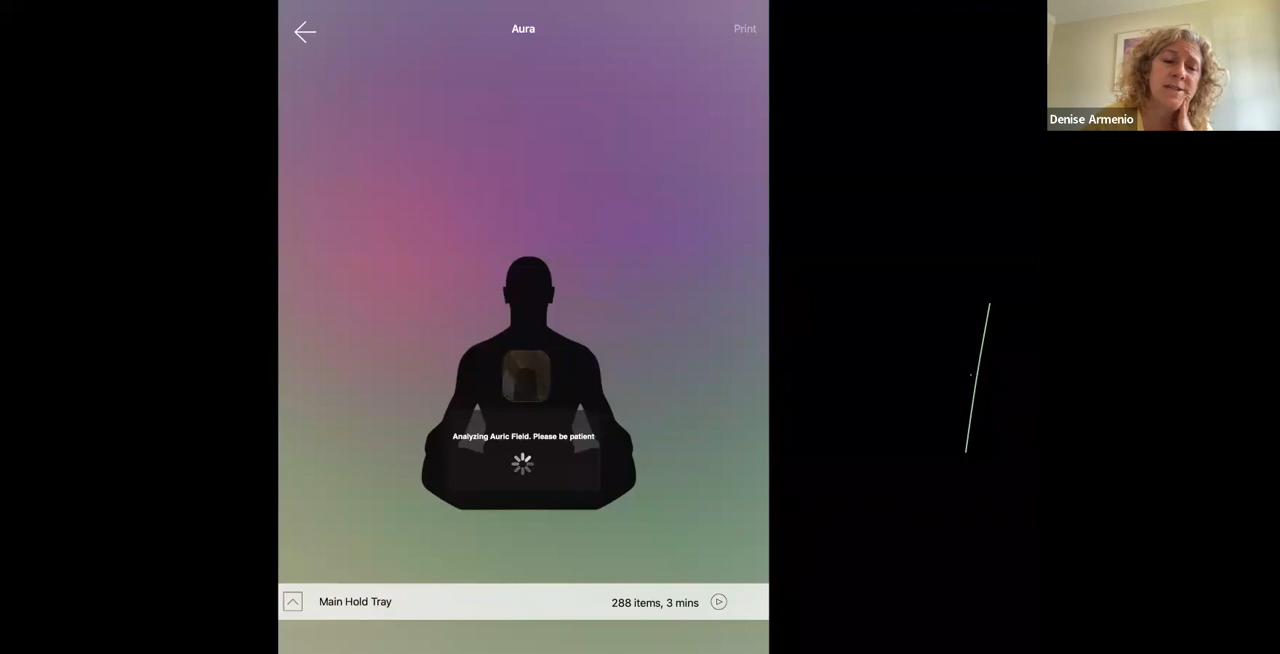 Aura
Print
Denise Armenio
Analyzing Auric Field. Please be patient
Main Hold Tray
288 items, 3 mins